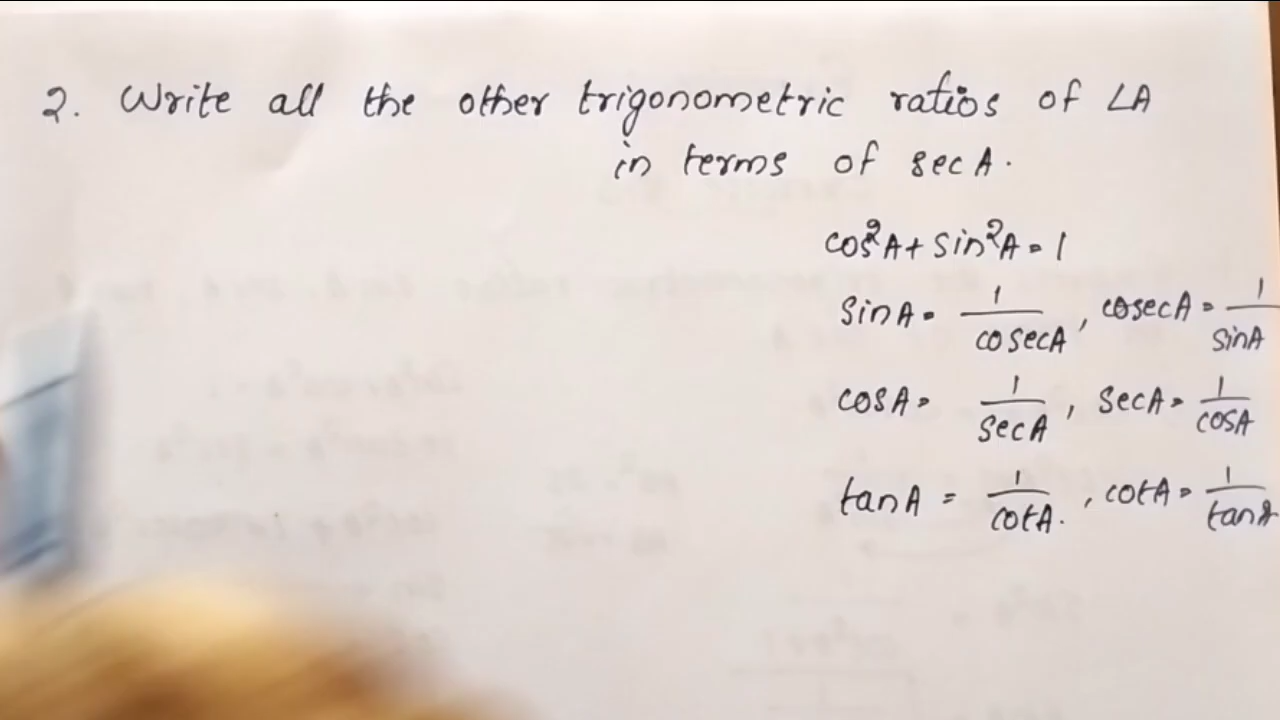 2. Write all the other trigonometric ratios of ∠A
in terms of sec A.
cos²A + sin²A = 1
sinA = 1/cosecA, cosecA = 1/sinA
cosA = 1/secA, secA = 1/cosA
tanA = 1/cotA., cotA = 1/tanA